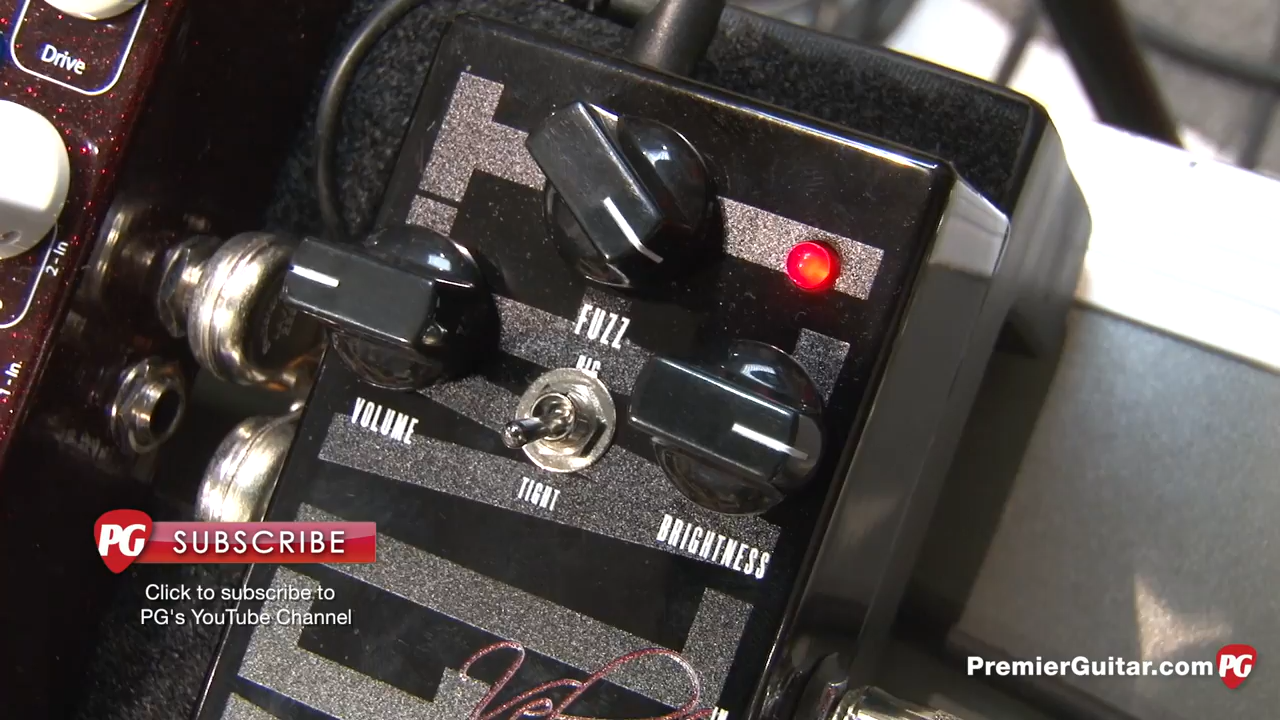 Drive
2-In
1-In
FUZZ
VOLUME
TIGHT
BRIGHTNESS
PG SUBSCRIBE
Click to subscribe to
PG's YouTube Channel
PremierGuitar.com PG